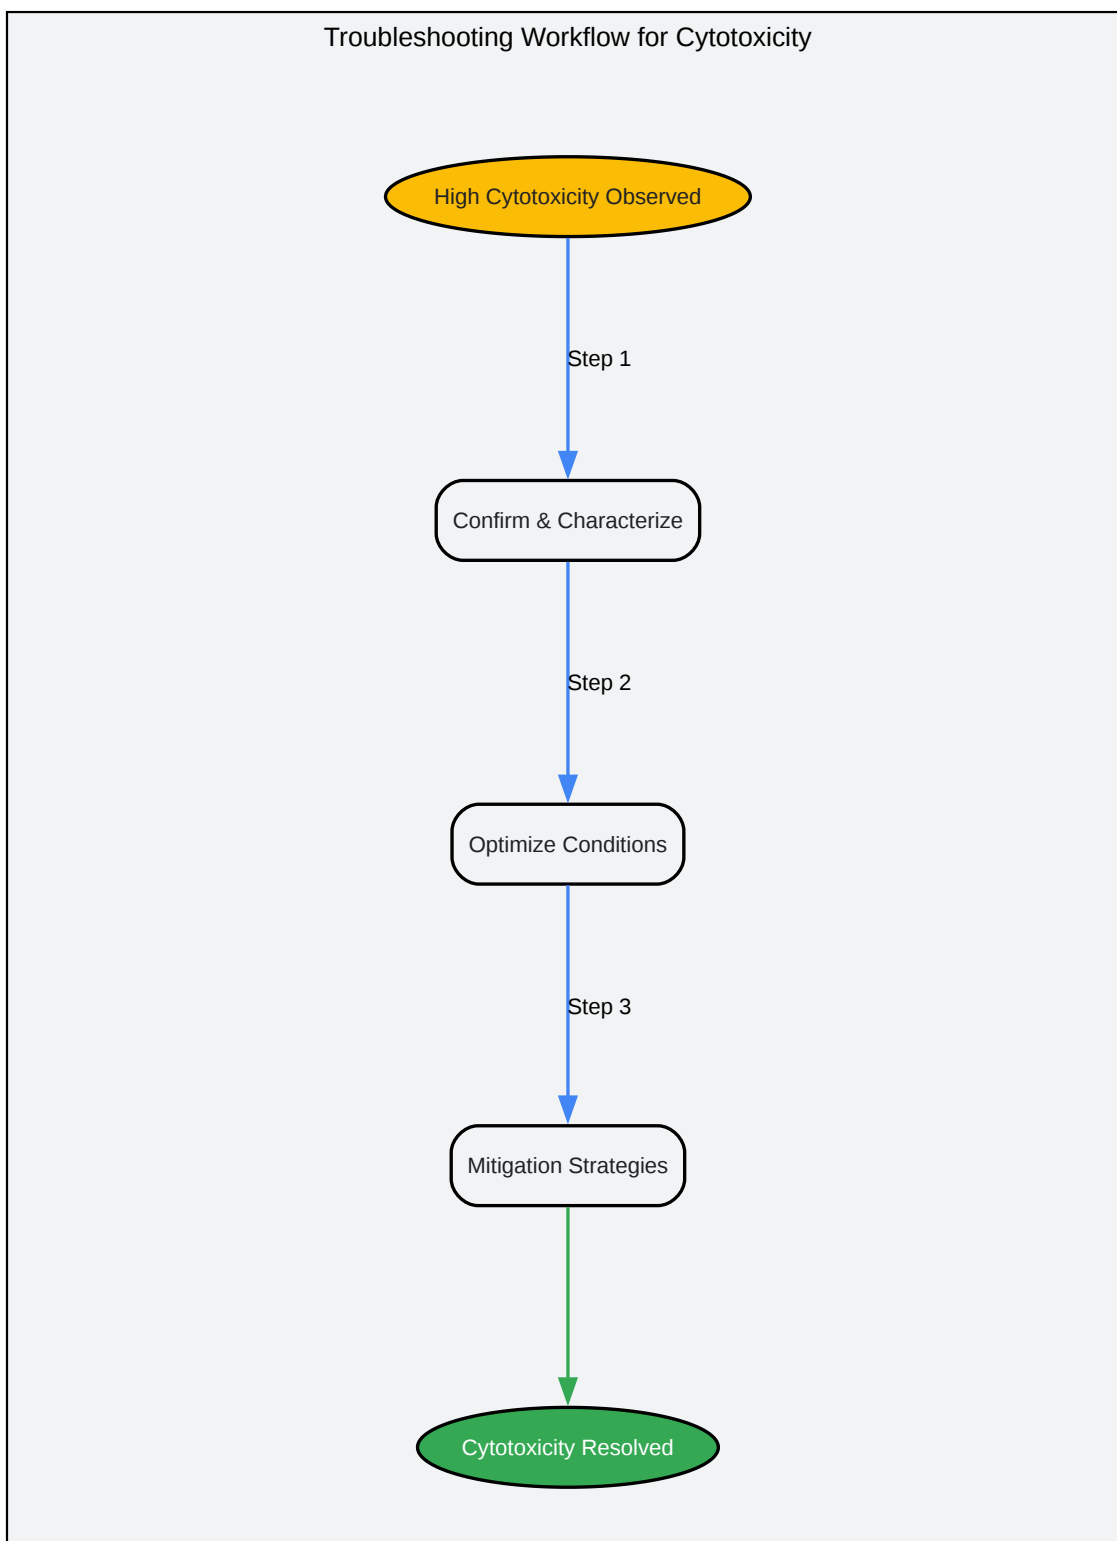 Troubleshooting Workflow for Cytotoxicity
High Cytotoxicity Observed
Step 1
Confirm & Characterize
Step 2
Optimize Conditions
Step 3
Mitigation Strategies
Cytotoxicity Resolved